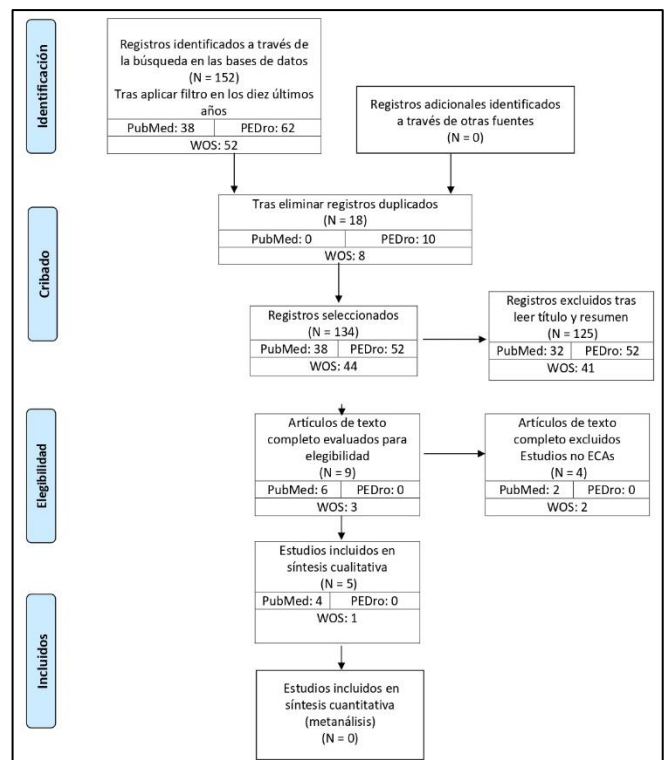 Identificación
Registros identificados a través de
la búsqueda en las bases de datos
(N = 152)
Tras aplicar filtro en los diez últimos
años
PubMed: 38 PEDro: 62
WOS: 52
Registros adicionales identificados
a través de otras fuentes
(N = 0)
Cribado
Tras eliminar registros duplicados
(N = 18)
PubMed: 0 PEDro: 10
WOS: 8
Registros seleccionados
(N = 134)
PubMed: 38 PEDro: 52
WOS: 44
Registros excluidos tras
leer título y resumen
(N = 125)
PubMed: 32 PEDro: 52
WOS: 41
Elegibilidad
Artículos de texto
completo evaluados para
elegibilidad
(N = 9)
PubMed: 6 PEDro: 0
WOS: 3
Artículos de texto
completo excluidos
Estudios no ECAs
(N = 4)
PubMed: 2 PEDro: 0
WOS: 2
Incluidos
Estudios incluidos en
síntesis cualitativa
(N = 5)
PubMed: 4 PEDro: 0
WOS: 1
Estudios incluidos en
síntesis cuantitativa
(metanálisis)
(N = 0)